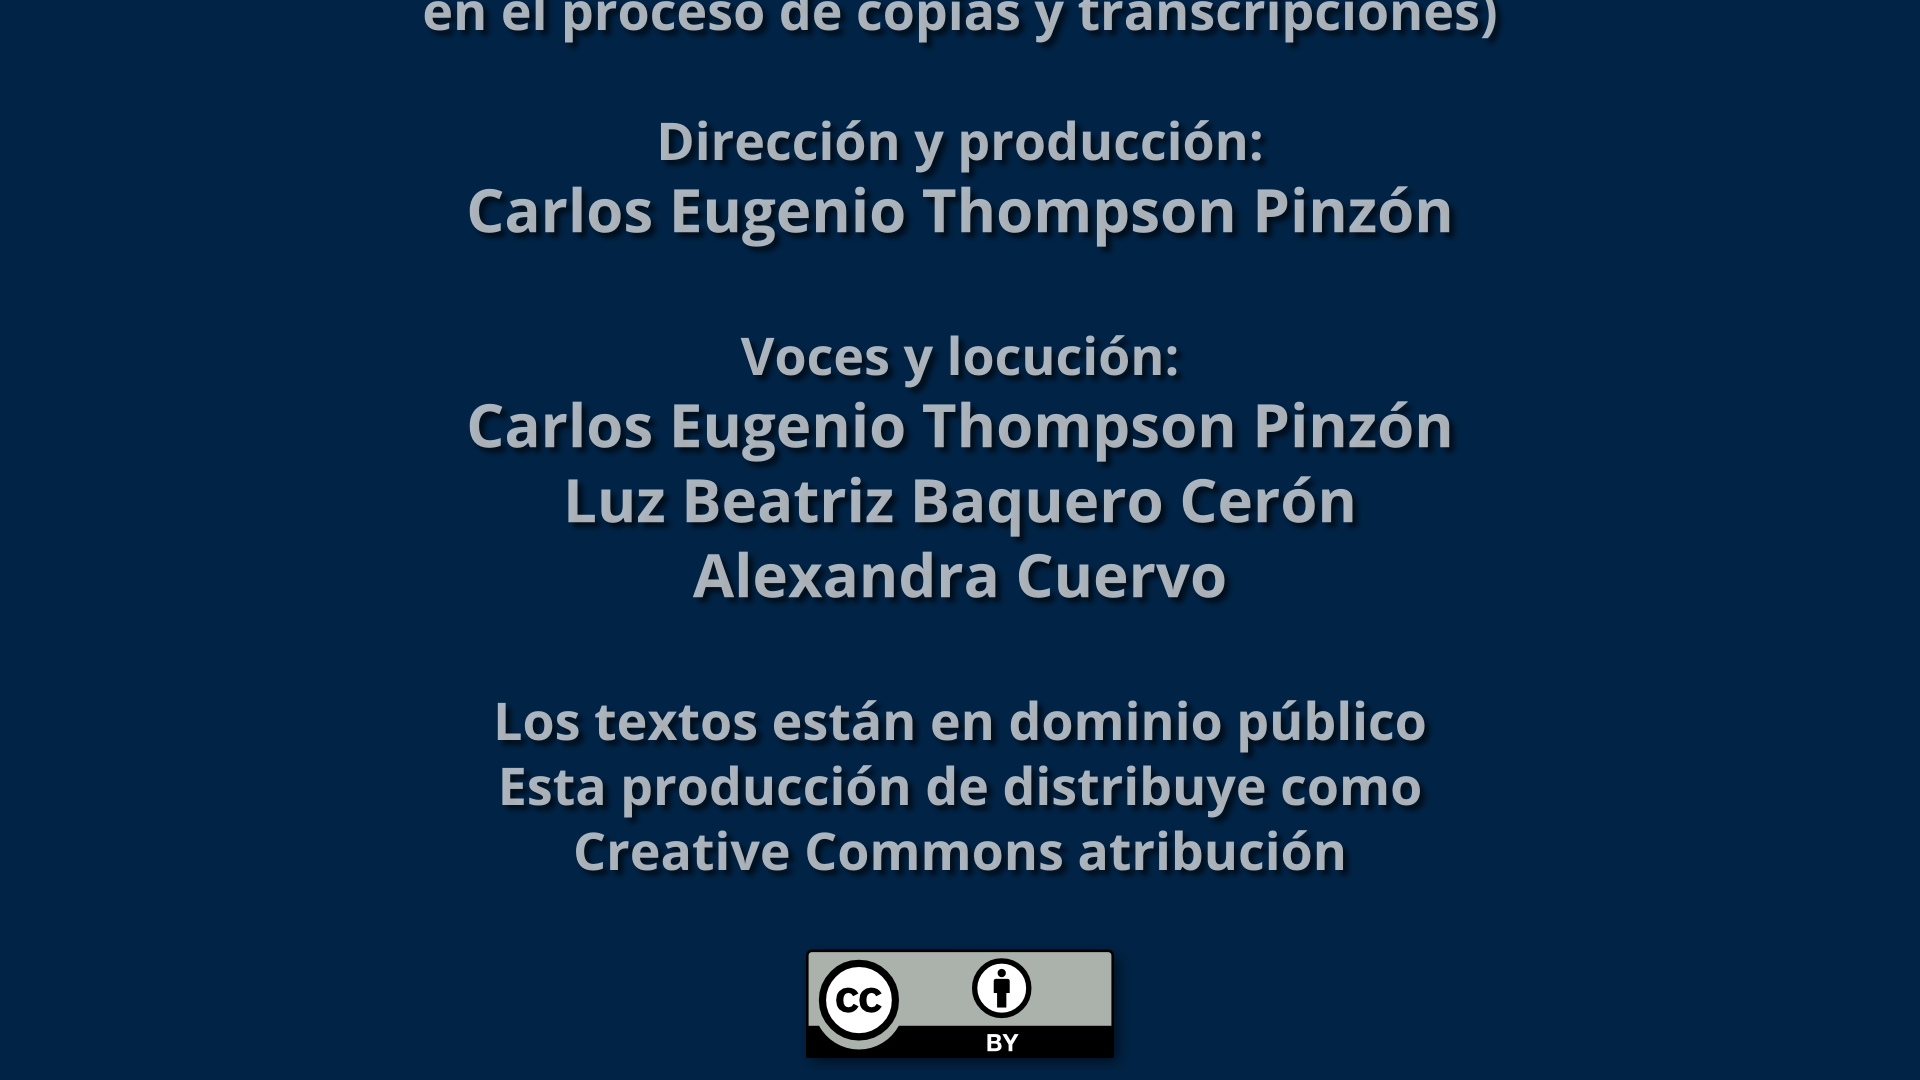 en el proceso de copias y transcripciones)
Dirección y producción:
Carlos Eugenio Thompson Pinzón
Voces y locución:
Carlos Eugenio Thompson Pinzón
Luz Beatriz Baquero Cerón
Alexandra Cuervo
Los textos están en dominio público
Esta producción de distribuye como
Creative Commons atribución
cc
BY